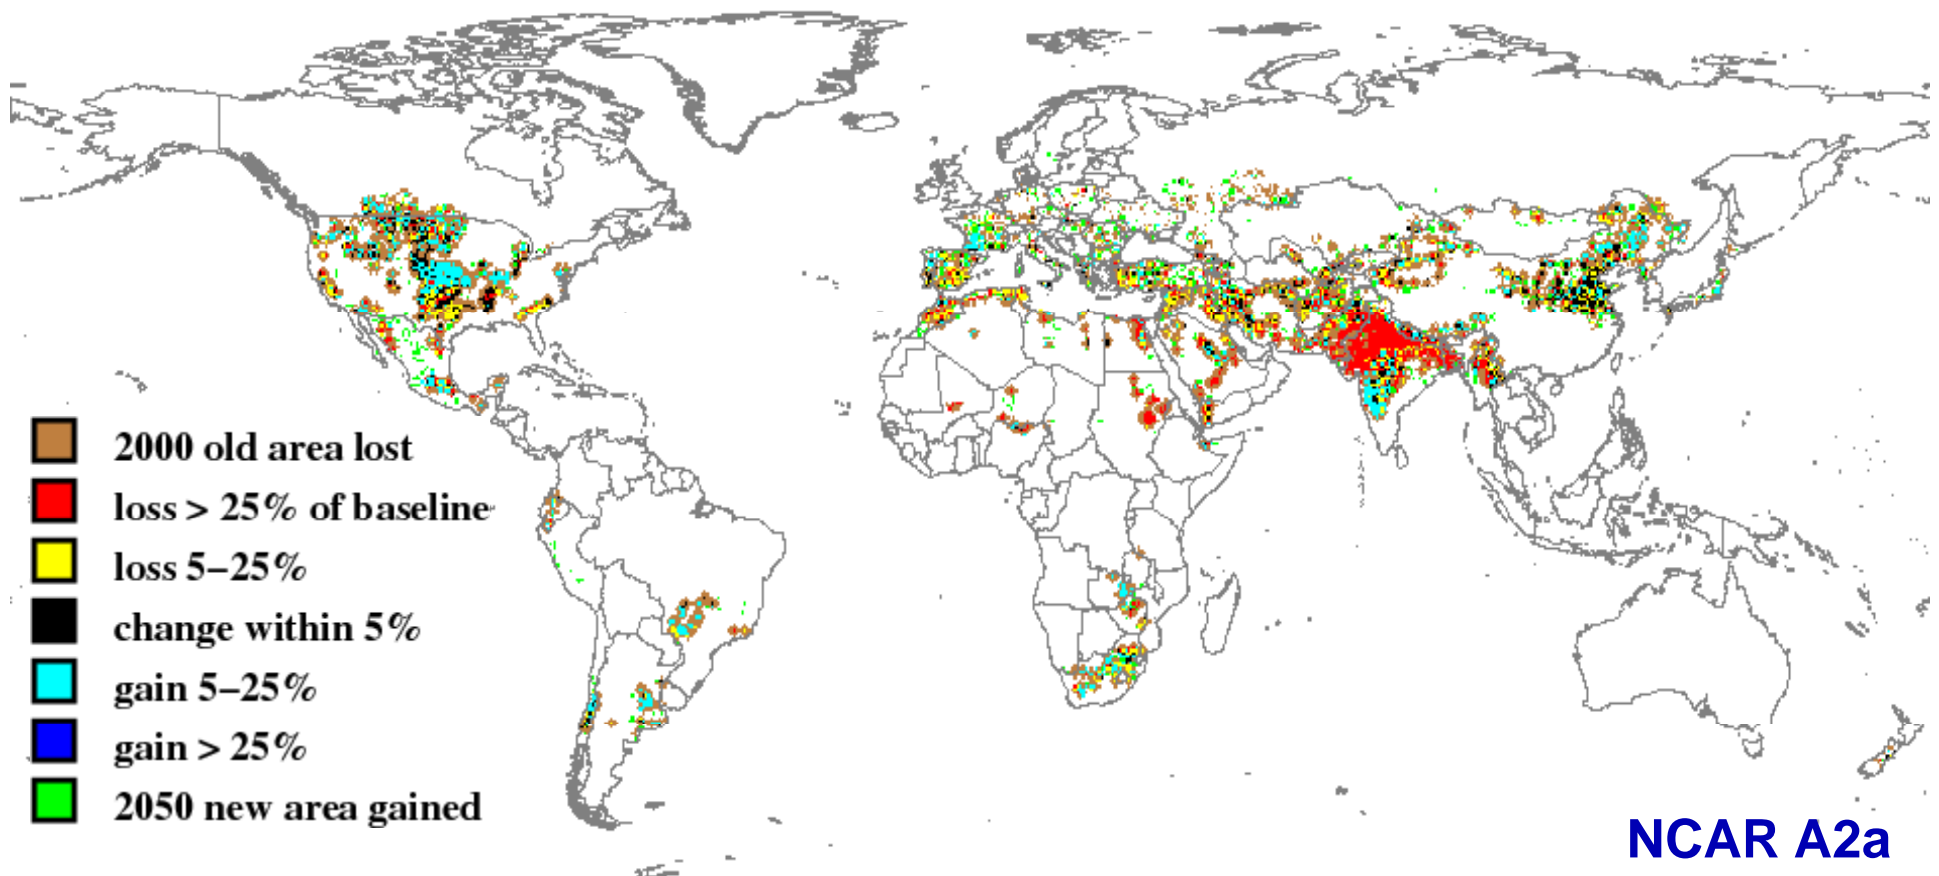 2000 old area lost
loss > 25% of baseline
loss 5–25%
change within 5%
gain 5–25%
gain > 25%
2050 new area gained
NCAR A2a